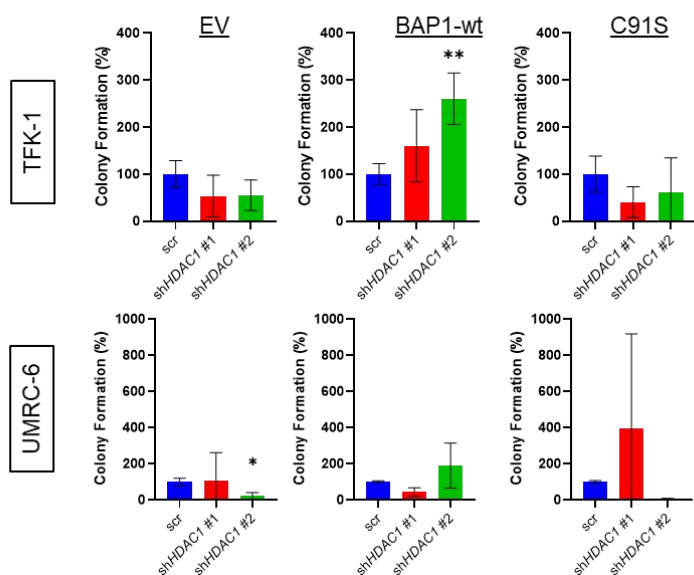 EV
BAP1-wt
C91S
TFK-1
Colony Formation (%)
400
300
200
100
0
scr
shHDAC1 #1
shHDAC1 #2
Colony Formation (%)
400
300
200
100
0
**
scr
shHDAC1 #1
shHDAC1 #2
Colony Formation (%)
400
300
200
100
0
scr
shHDAC1 #1
shHDAC1 #2
UMRC-6
Colony Formation (%)
1000
800
600
400
200
0
*
scr
shHDAC1 #1
shHDAC1 #2
Colony Formation (%)
1000
800
600
400
200
0
scr
shHDAC1 #1
shHDAC1 #2
Colony Formation (%)
1000
800
600
400
200
0
scr
shHDAC1 #1
shHDAC1 #2